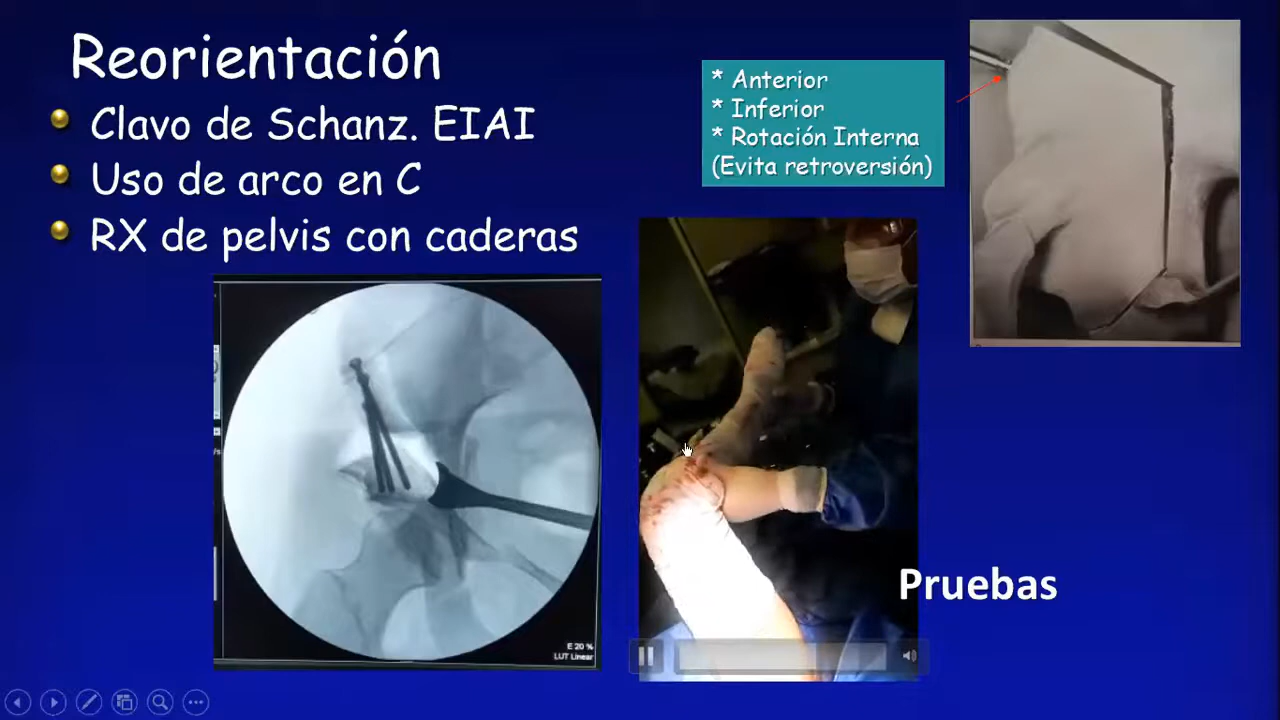 Reorientación
Clavo de Schanz. EIAI
Uso de arco en C
RX de pelvis con caderas
* Anterior
* Inferior
* Rotación Interna
(Evita retroversión)
Pruebas
E 20 %
LUT Linear